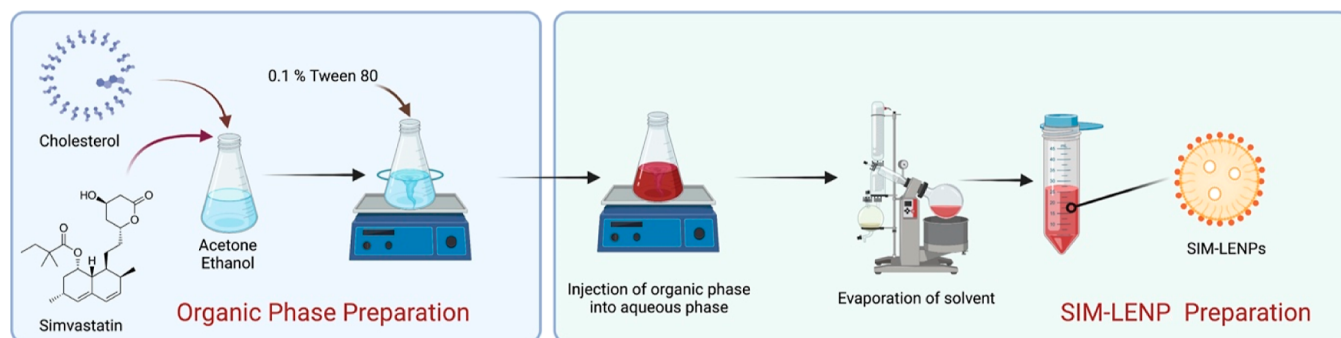 Cholesterol
0.1 % Tween 80
HO
O
O
O
O
H
Simvastatin
Acetone
Ethanol
Organic Phase Preparation
Injection of organic phase
into aqueous phase
Evaporation of solvent
SIM-LENPs
SIM-LENP Preparation